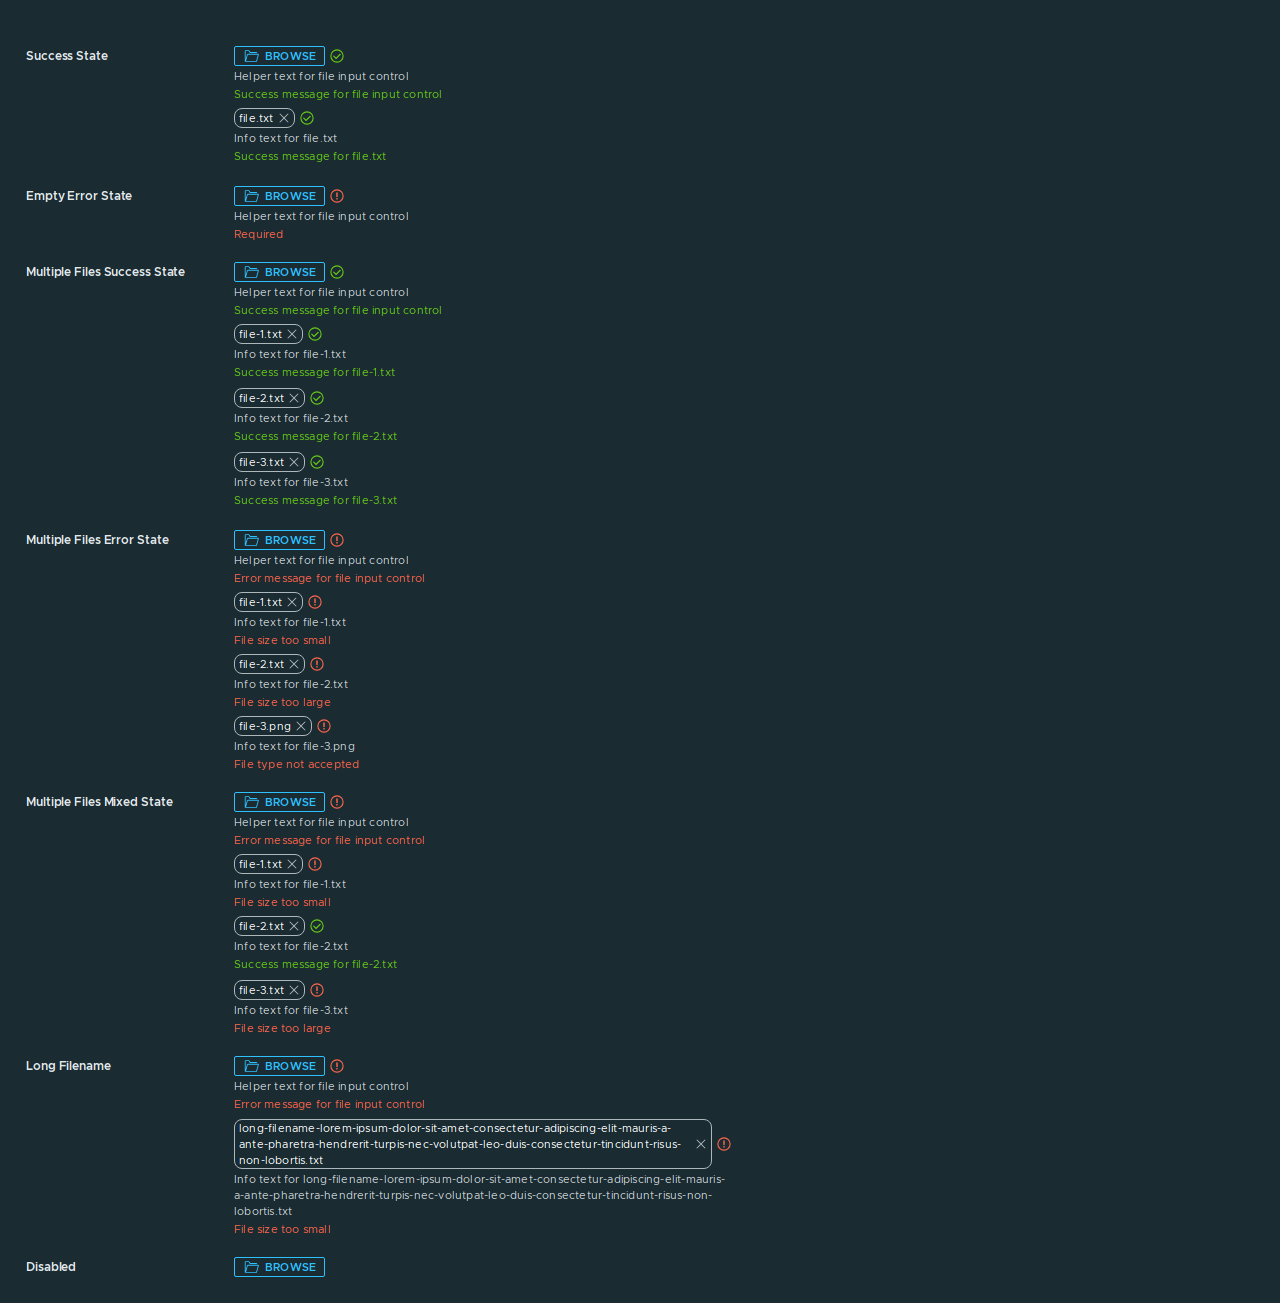 Success State
BROWSE
Helper text for file input control
Success message for file input control
file.txt
Info text for file.txt
Success message for file.txt
Empty Error State
BROWSE
Helper text for file input control
Required
Multiple Files Success State
BROWSE
Helper text for file input control
Success message for file input control
file-1.txt
Info text for file-1.txt
Success message for file-1.txt
file-2.txt
Info text for file-2.txt
Success message for file-2.txt
file-3.txt
Info text for file-3.txt
Success message for file-3.txt
Multiple Files Error State
BROWSE
Helper text for file input control
Error message for file input control
file-1.txt
Info text for file-1.txt
File size too small
file-2.txt
Info text for file-2.txt
File size too large
file-3.png
Info text for file-3.png
File type not accepted
Multiple Files Mixed State
BROWSE
Helper text for file input control
Error message for file input control
file-1.txt
Info text for file-1.txt
File size too small
file-2.txt
Info text for file-2.txt
Success message for file-2.txt
file-3.txt
Info text for file-3.txt
File size too large
Long Filename
BROWSE
Helper text for file input control
Error message for file input control
long-filename-lorem-ipsum-dolor-sit-amet-consectetur-adipiscing-elit-mauris-a-
ante-pharetra-hendrerit-turpis-nec-volutpat-leo-duis-consectetur-tincidunt-risus-
non-lobortis.txt
Info text for long-filename-lorem-ipsum-dolor-sit-amet-consectetur-adipiscing-elit-mauris-
a-ante-pharetra-hendrerit-turpis-nec-volutpat-leo-duis-consectetur-tincidunt-risus-non-
lobortis.txt
File size too small
Disabled
BROWSE